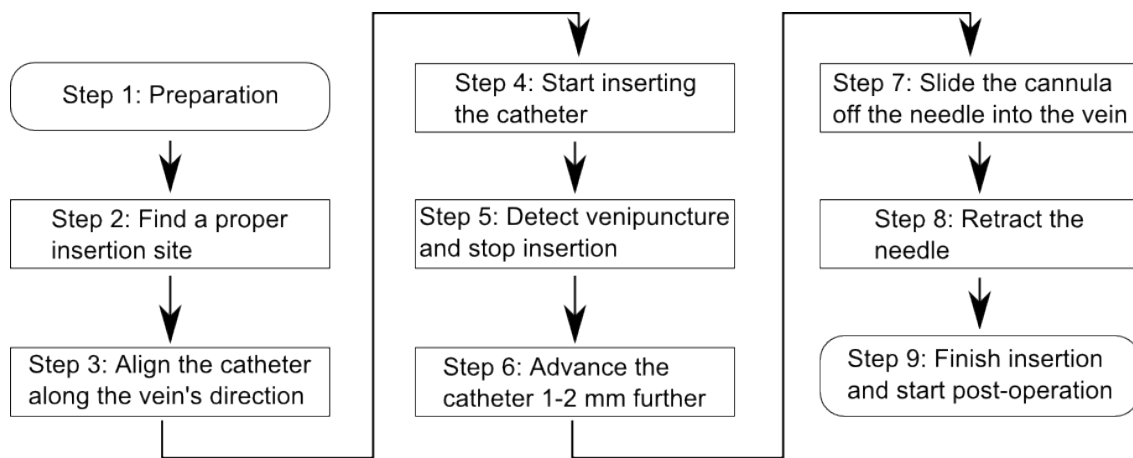 Step 1: Preparation
Step 2: Find a proper
insertion site
Step 3: Align the catheter
along the vein's direction
Step 4: Start inserting
the catheter
Step 5: Detect venipuncture
and stop insertion
Step 6: Advance the
catheter 1-2 mm further
Step 7: Slide the cannula
off the needle into the vein
Step 8: Retract the
needle
Step 9: Finish insertion
and start post-operation